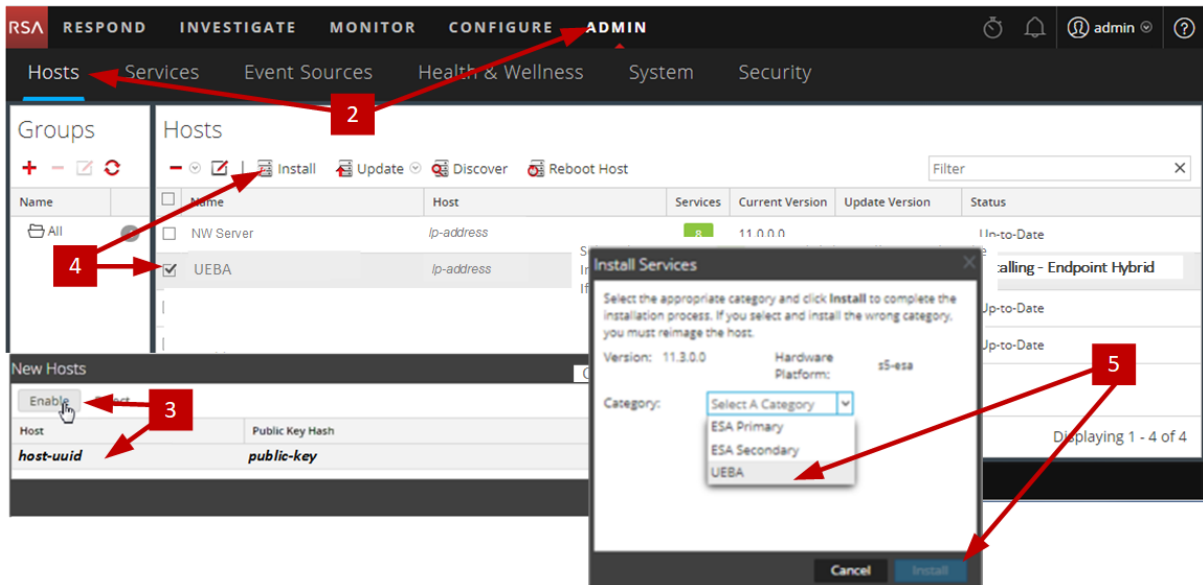 RSA RESPOND INVESTIGATE MONITOR CONFIGURE ADMIN admin ?
Hosts Services Event Sources Health & Wellness System Security
2
Groups
Hosts
Install Update Discover Reboot Host
Filter
Name
Name Host Services Current Version Update Version Status
All
NW Server Ip-address 8 11.0.0.0 Up-to-Date
4
UEBA Ip-address
alling - Endpoint Hybrid
Up-to-Date
Up-to-Date
Displaying 1 - 4 of 4
New Hosts
Enable
3
Host Public Key Hash
host-uuid public-key
Install Services
Select the appropriate category and click Install to complete the
installation process. If you select and install the wrong category,
you must reimage the host.
Version: 11.3.0.0 Hardware
Platform: s5-esa
Category: Select A Category
ESA Primary
ESA Secondary
UEBA
5
Cancel Install